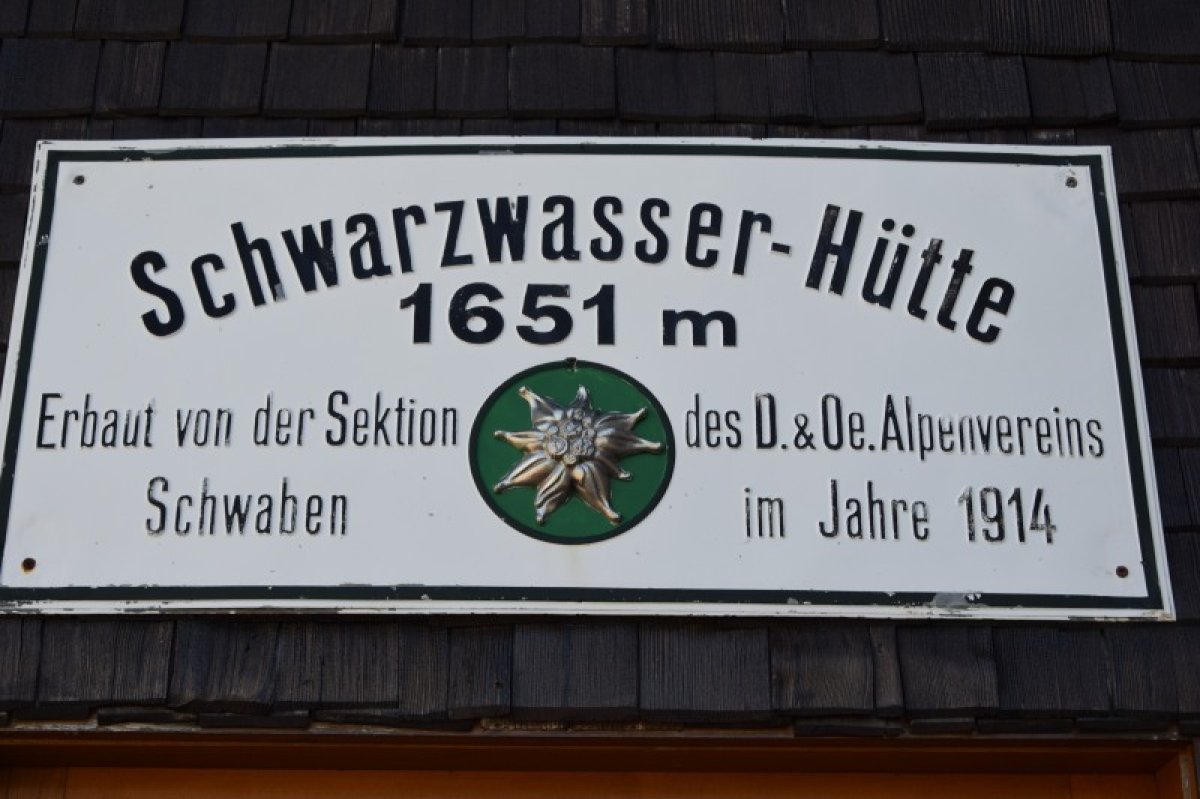 Schwarzwasser-Hütte
1651 m
Erbaut von der Sektion des D. & Oe. Alpenvereins
Schwaben im Jahre 1914